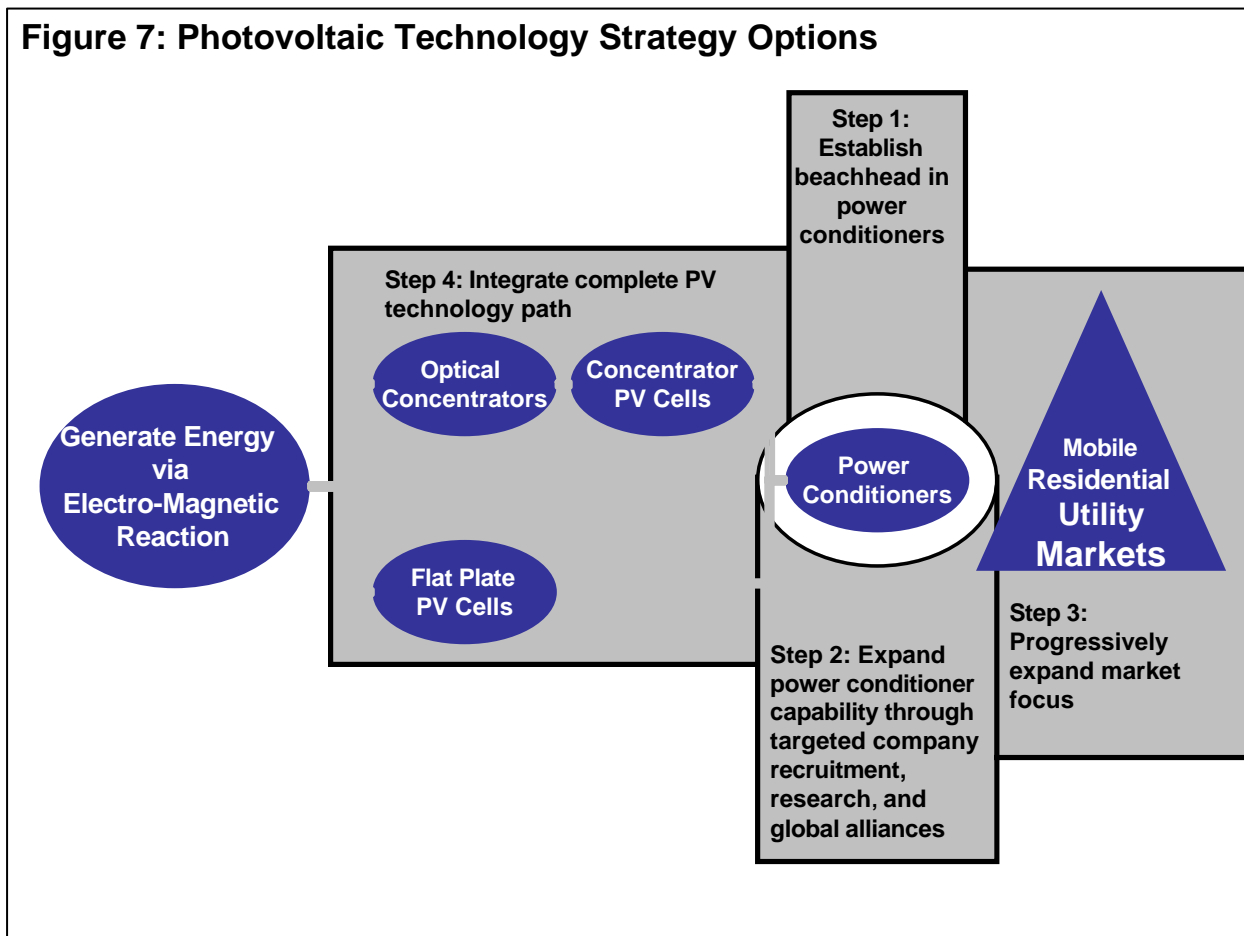 Figure 7: Photovoltaic Technology Strategy Options
Step 1:
Establish
beachhead in
power
conditioners
Step 4: Integrate complete PV
technology path
Optical
Concentrators
Concentrator
PV Cells
Generate Energy
via
Electro-Magnetic
Reaction
Power
Conditioners
Mobile
Residential
Utility
Markets
Flat Plate
PV Cells
Step 2: Expand
power conditioner
capability through
targeted company
recruitment,
research, and
global alliances
Step 3:
Progressively
expand market
focus